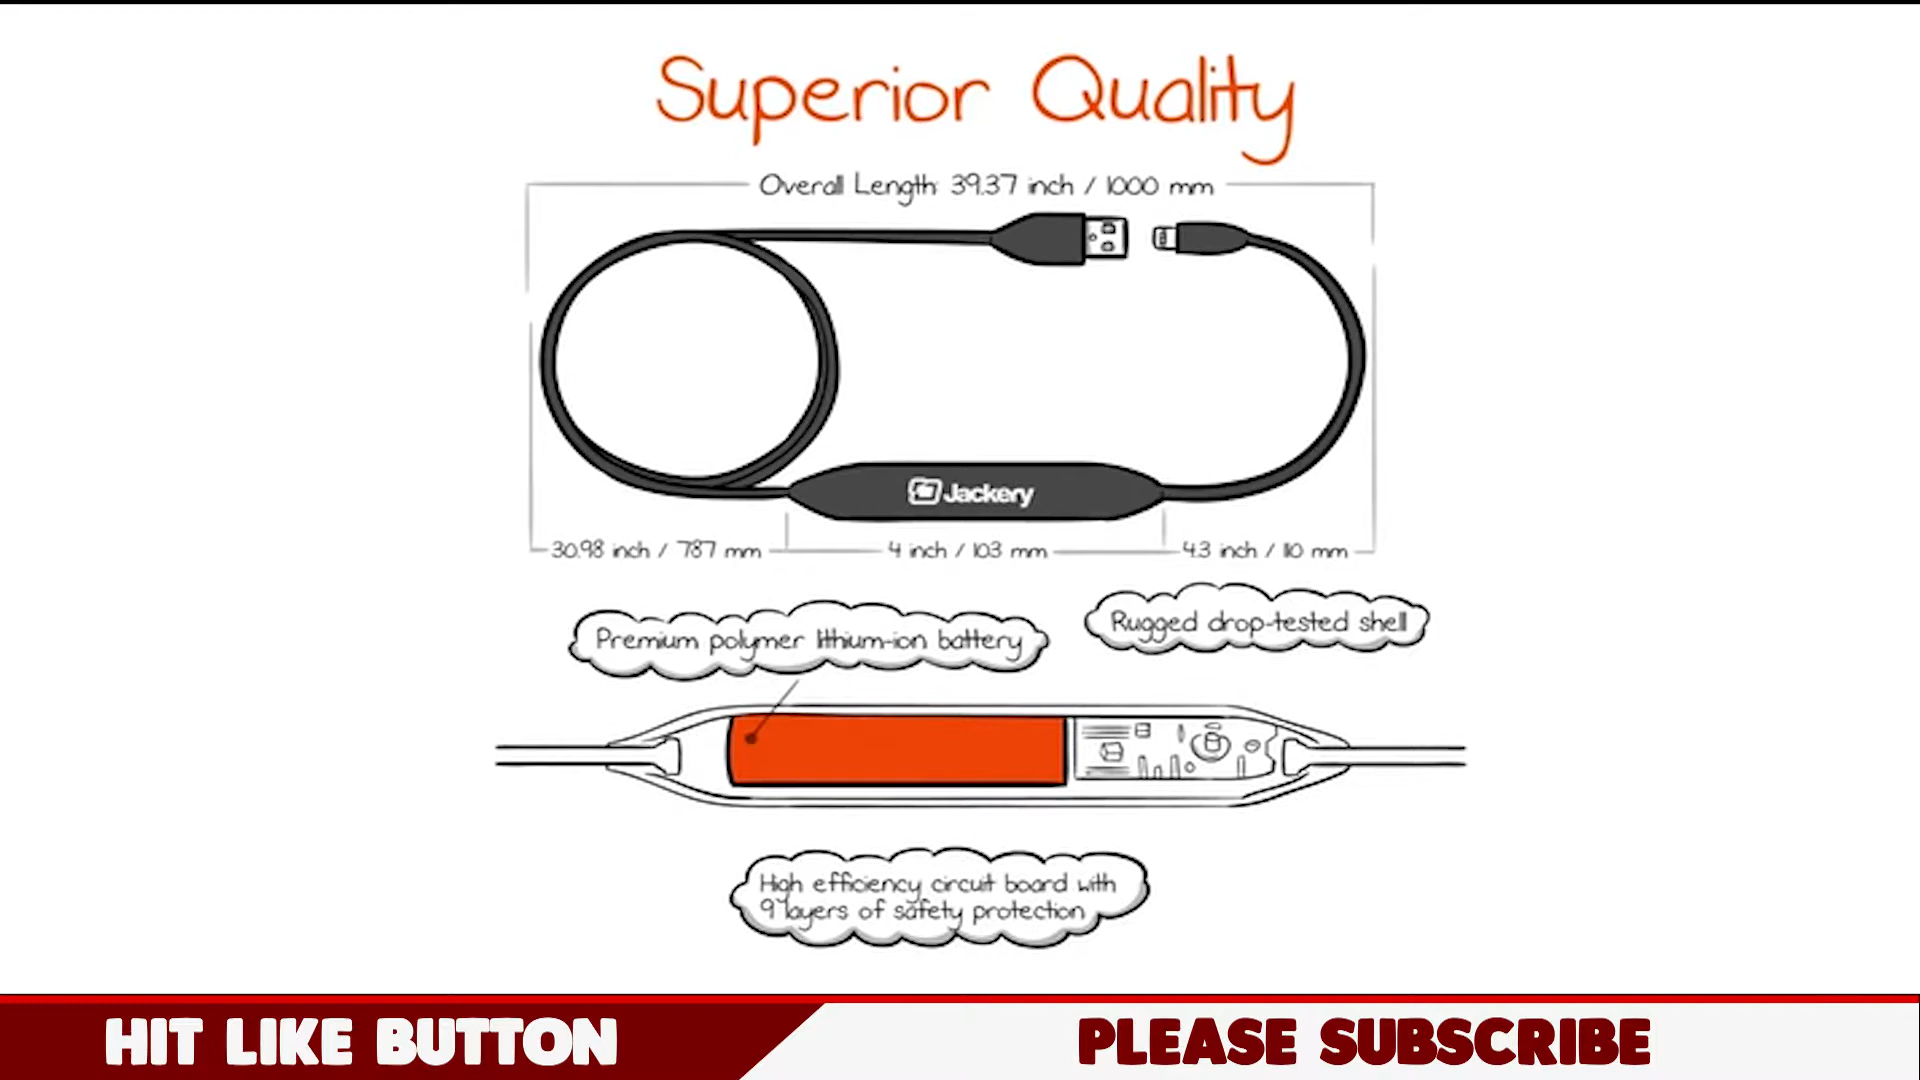 Superior Quality
Overall Length: 39.37 inch / 1000 mm
Jackery
30.98 inch / 787 mm
4 inch / 103 mm
4.3 inch / 110 mm
Premium polymer lithium-ion battery
Rugged drop-tested shell
High efficiency circuit board with
9 layers of safety protection
HIT LIKE BUTTON
PLEASE SUBSCRIBE